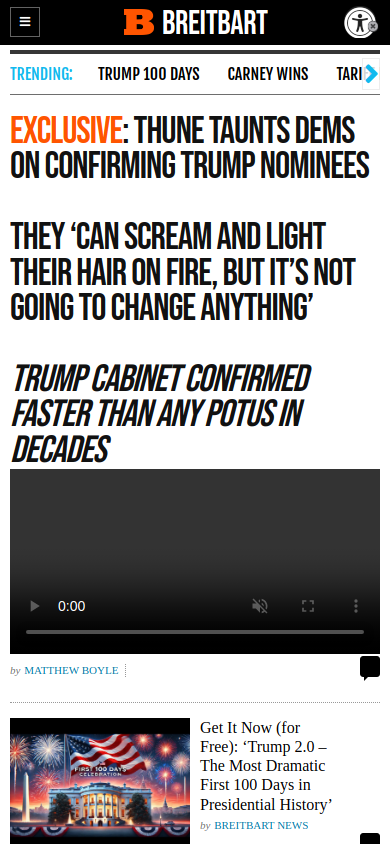 BREITBART
TRENDING:
TRUMP 100 DAYS
CARNEY WINS
EXCLUSIVE: THUNE TAUNTS DEMS
ON CONFIRMING TRUMP NOMINEES
THEY ‘CAN SCREAM AND LIGHT
THEIR HAIR ON FIRE, BUT IT’S NOT
GOING TO CHANGE ANYTHING’
TRUMP CABINET CONFIRMED
FASTER THAN ANY POTUS IN
DECADES
0:00
by MATTHEW BOYLE
FIRST 100 DAYS
CELEBRATION
Get It Now (for
Free): ‘Trump 2.0 –
The Most Dramatic
First 100 Days in
Presidential History’
by BREITBART NEWS